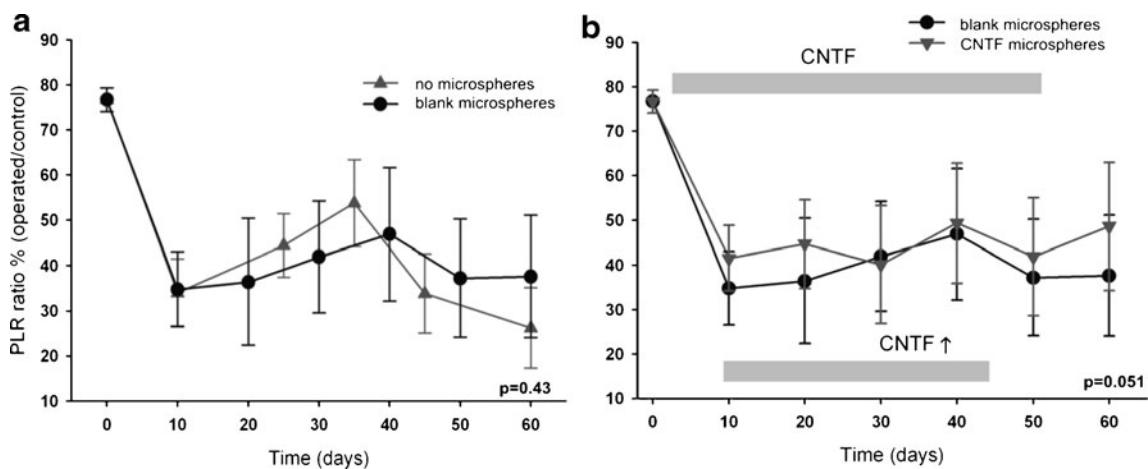 a
90
80
70
60
50
40
30
20
10
PLR ratio % (operated/control)
no microspheres
blank microspheres
p=0.43
0 10 20 30 40 50 60
Time (days)
b
blank microspheres
CNTF microspheres
90
80
70
60
50
40
30
20
10
CNTF
CNTF ↑
p=0.051
0 10 20 30 40 50 60
Time (days)